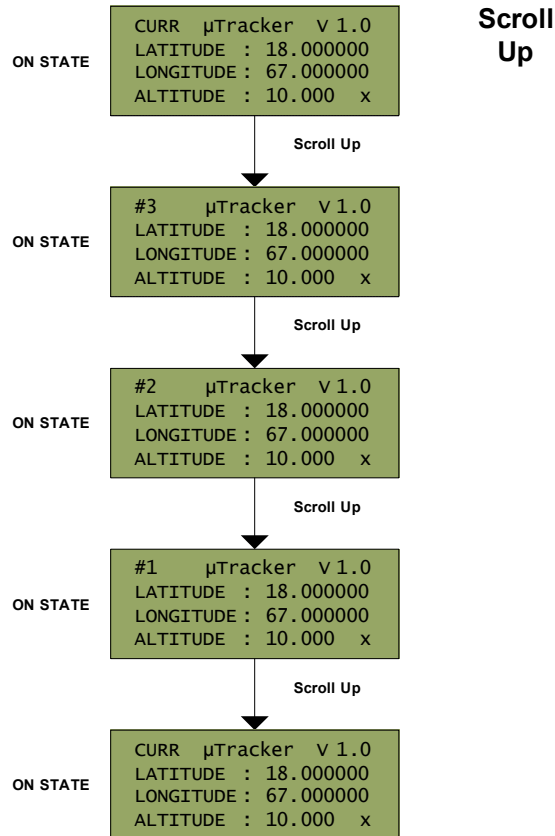 Scroll
Up
ON STATE
CURR µTracker V 1.0
LATITUDE : 18.000000
LONGITUDE : 67.000000
ALTITUDE : 10.000 x
Scroll Up
ON STATE
#3 µTracker V 1.0
LATITUDE : 18.000000
LONGITUDE : 67.000000
ALTITUDE : 10.000 x
Scroll Up
ON STATE
#2 µTracker V 1.0
LATITUDE : 18.000000
LONGITUDE : 67.000000
ALTITUDE : 10.000 x
Scroll Up
ON STATE
#1 µTracker V 1.0
LATITUDE : 18.000000
LONGITUDE : 67.000000
ALTITUDE : 10.000 x
Scroll Up
ON STATE
CURR µTracker V 1.0
LATITUDE : 18.000000
LONGITUDE : 67.000000
ALTITUDE : 10.000 x